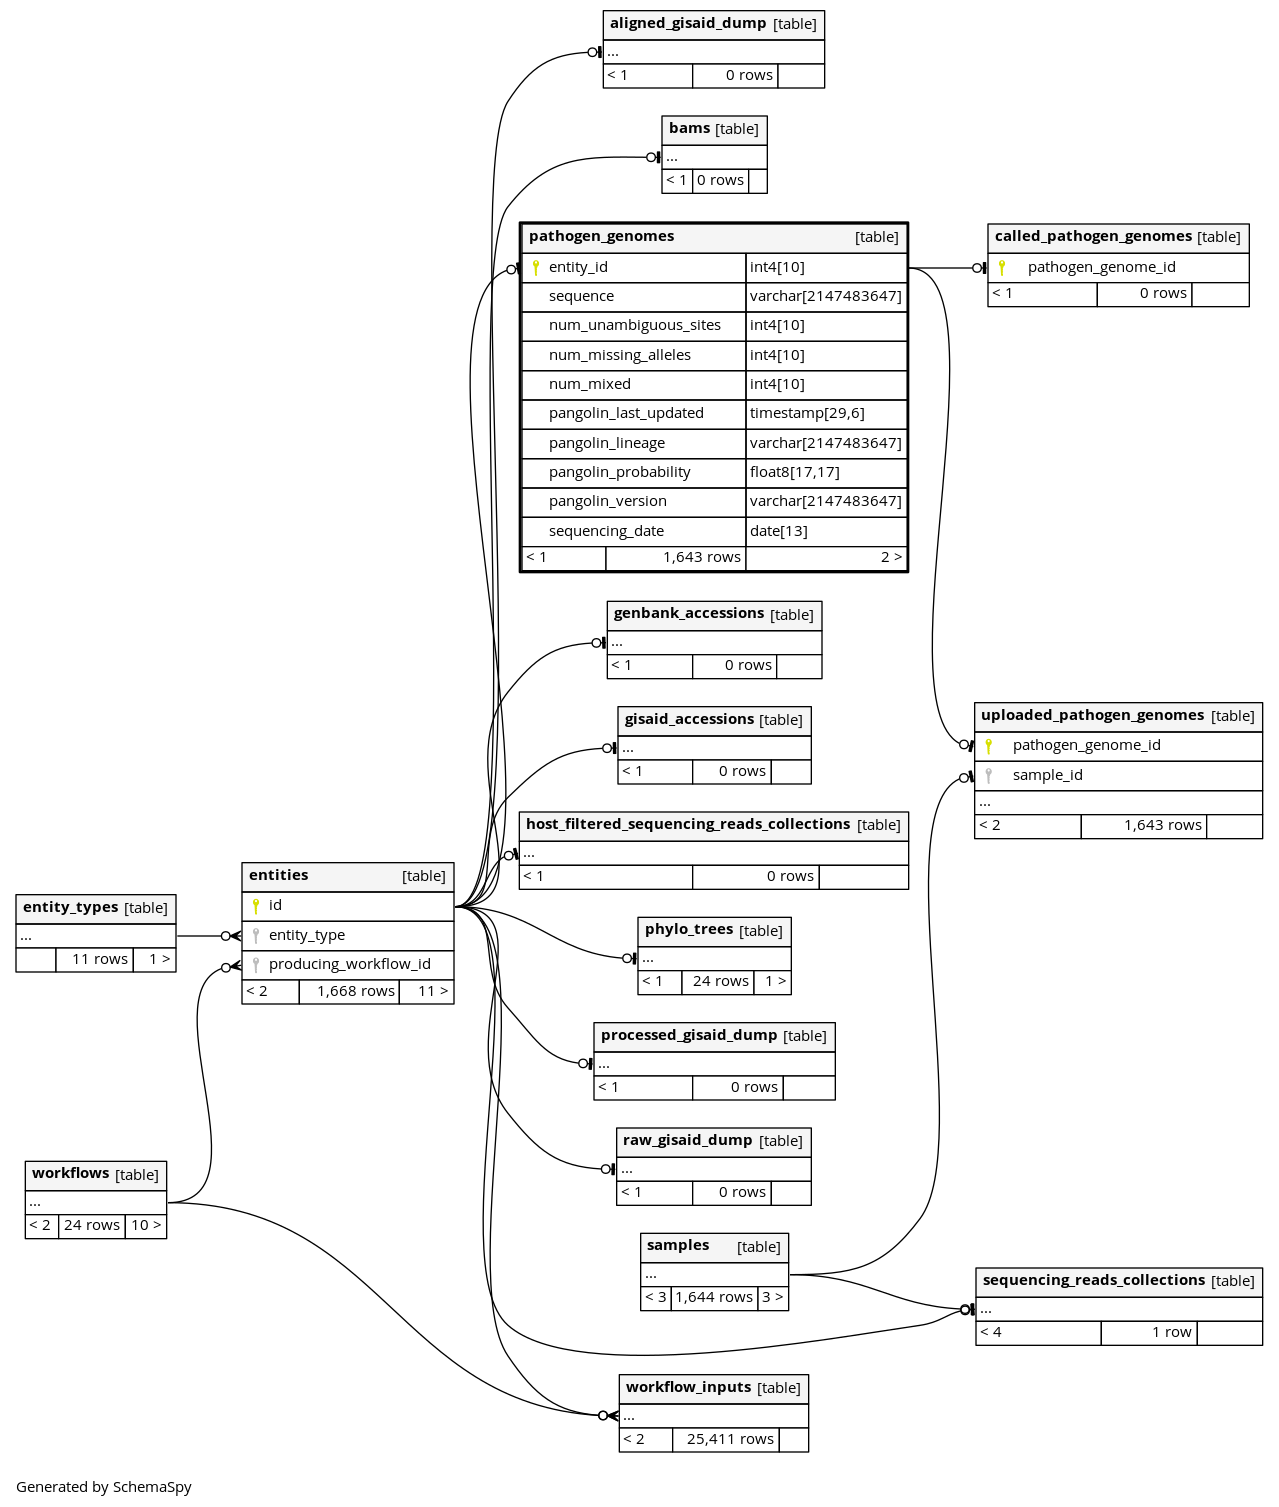 aligned_gisaid_dump [table]
...
< 1 0 rows
bams [table]
...
< 1 0 rows
pathogen_genomes [table]
entity_id int4[10]
sequence varchar[2147483647]
num_unambiguous_sites int4[10]
num_missing_alleles int4[10]
num_mixed int4[10]
pangolin_last_updated timestamp[29,6]
pangolin_lineage varchar[2147483647]
pangolin_probability float8[17,17]
pangolin_version varchar[2147483647]
sequencing_date date[13]
< 1 1,643 rows 2 >
called_pathogen_genomes [table]
pathogen_genome_id
< 1 0 rows
genbank_accessions [table]
...
< 1 0 rows
gisaid_accessions [table]
...
< 1 0 rows
uploaded_pathogen_genomes [table]
pathogen_genome_id
sample_id
...
< 2 1,643 rows
host_filtered_sequencing_reads_collections [table]
...
< 1 0 rows
entities [table]
id
entity_type
producing_workflow_id
< 2 1,668 rows 11 >
entity_types [table]
...
11 rows 1 >
phylo_trees [table]
...
< 1 24 rows 1 >
processed_gisaid_dump [table]
...
< 1 0 rows
raw_gisaid_dump [table]
...
< 1 0 rows
workflows [table]
...
< 2 24 rows 10 >
samples [table]
...
< 3 1,644 rows 3 >
sequencing_reads_collections [table]
...
< 4 1 row
workflow_inputs [table]
...
< 2 25,411 rows
Generated by SchemaSpy